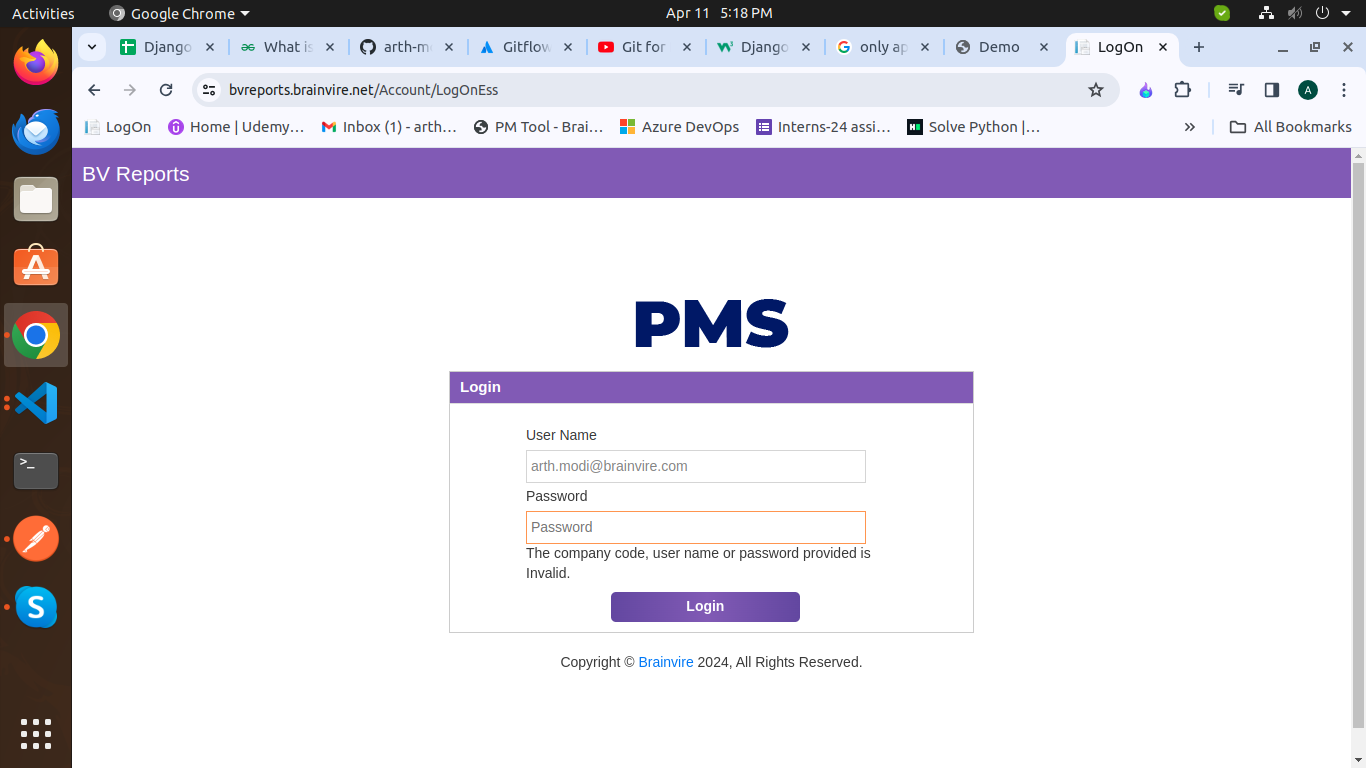 Activities
Google Chrome
Apr 11 5:18 PM
Django
What is
arth-m
Gitflow
Git for
Django
only ap
Demo
LogOn
bvreports.brainvire.net/Account/LogOnEss
A
LogOn
Home | Udemy…
Inbox (1) - arth…
PM Tool - Brai…
Azure DevOps
Interns-24 assi…
Solve Python |…
All Bookmarks
BV Reports
PMS
Login
User Name
arth.modi@brainvire.com
Password
Password
The company code, user name or password provided is
Invalid.
Login
Copyright © Brainvire 2024, All Rights Reserved.